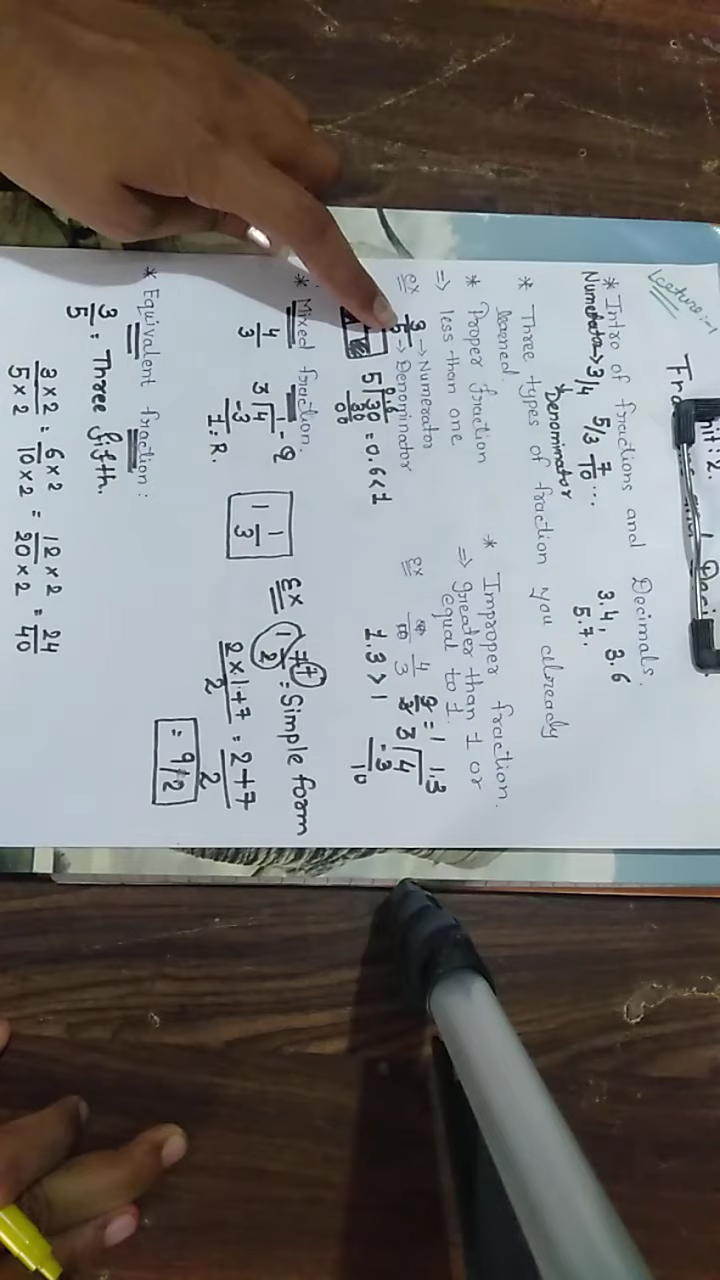 Lecture:-1
* Intro of fractions and Decimals.
Numerator→ 3/4 5/3 7/10 ... 3.4, 3.6
Denominator 5.7.
* Three types of fraction you already
learned.
* Proper fraction
⇒ less than one
ex 3/5 → Numerator
→ Denominator
= 0.6 < 1
* Improper fraction.
⇒ greater than 1 or
equal to 1.
ex 4/3 = 1
1.3 > 1
* Mixed fraction.
4/3 3√4 - Q
-3
1. R.
1 1/3
Ex = Simple form
2 × 1 + 7 / 2 = 2 + 7 / 2
= 9/2
* Equivalent fraction :
3/5 = Three fifth.
3 × 2 / 5 × 2 = 6 × 2 / 10 × 2 = 12 × 2 / 20 × 2 = 24 / 40